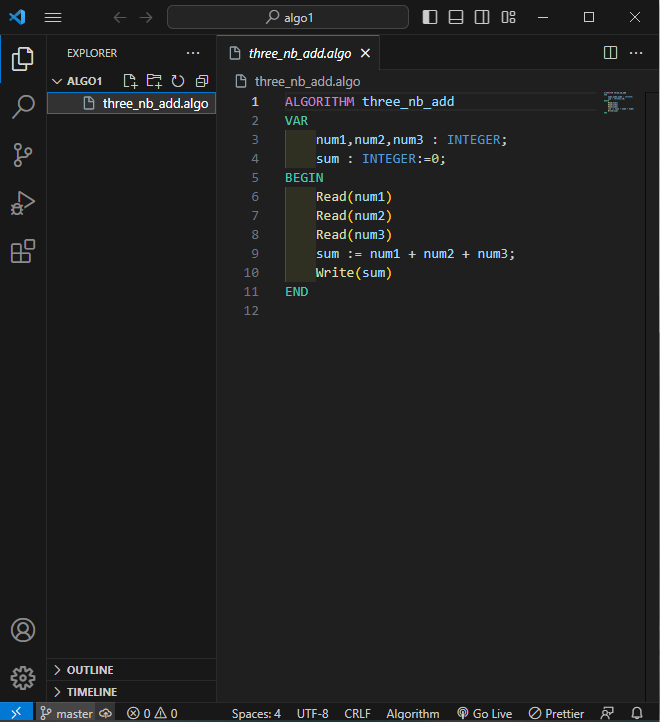 algo1
EXPLORER
three_nb_add.algo
ALGO1
three_nb_add.algo
three_nb_add.algo
1 ALGORITHM three_nb_add
2 VAR
3 num1,num2,num3 : INTEGER;
4 sum : INTEGER:=0;
5 BEGIN
6 Read(num1)
7 Read(num2)
8 Read(num3)
9 sum := num1 + num2 + num3;
10 Write(sum)
11 END
12
OUTLINE
TIMELINE
master 0 0 Spaces: 4 UTF-8 CRLF Algorithm Go Live Prettier